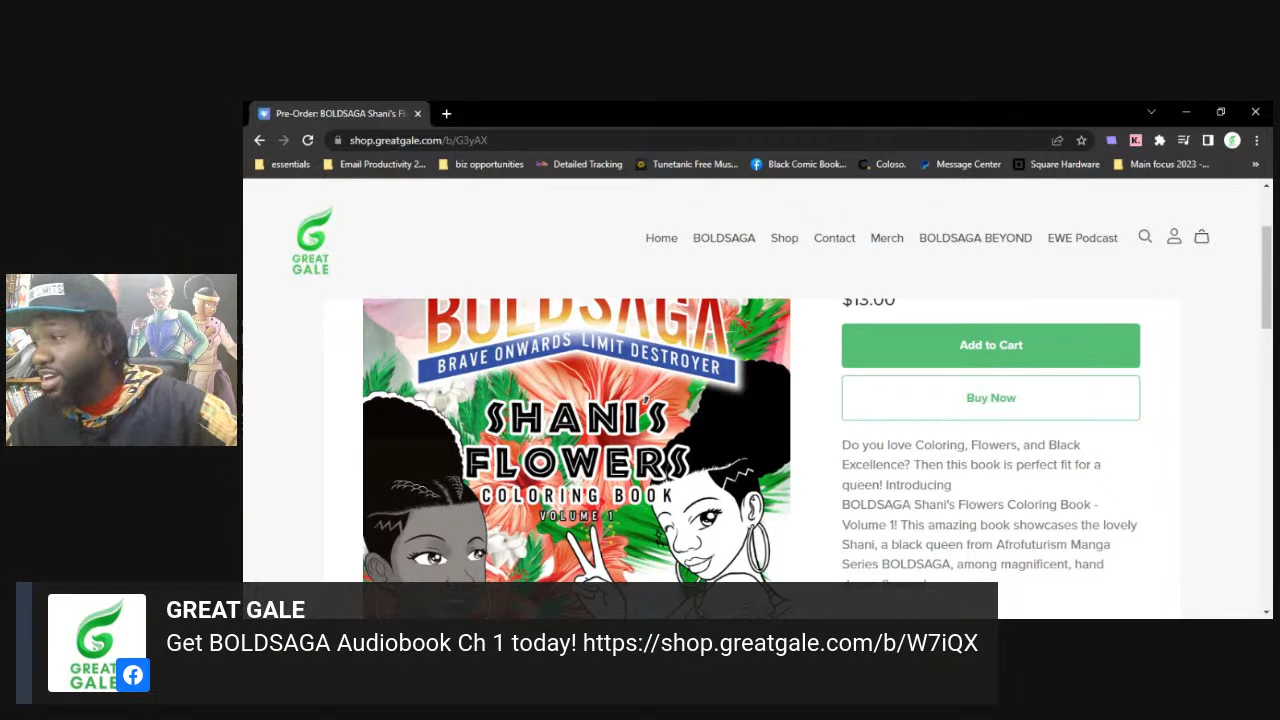 Pre-Order: BOLDSAGA Shani's Fl
shop.greatgale.com/b/G3yAX
essentials
Email Productivity 2...
biz opportunities
Detailed Tracking
Tunetank: Free Mus...
Black Comic Book...
Coloso.
Message Center
Square Hardware
Main focus 2023 -...
GREAT
GALE
Home
BOLDSAGA
Shop
Contact
Merch
BOLDSAGA BEYOND
EWE Podcast
BOLDSAGA
BRAVE ONWARDS LIMIT DESTROYER
SHANI'S
FLOWERS
COLORING BOOK
VOLUME 1
$13.00
Add to Cart
Buy Now
Do you love Coloring, Flowers, and Black
Excellence? Then this book is perfect fit for a
queen! Introducing
BOLDSAGA Shani's Flowers Coloring Book -
Volume 1! This amazing book showcases the lovely
Shani, a black queen from Afrofuturism Manga
Series BOLDSAGA, among magnificent, hand
GREAT
GALE
GREAT GALE
Get BOLDSAGA Audiobook Ch 1 today! https://shop.greatgale.com/b/W7iQX